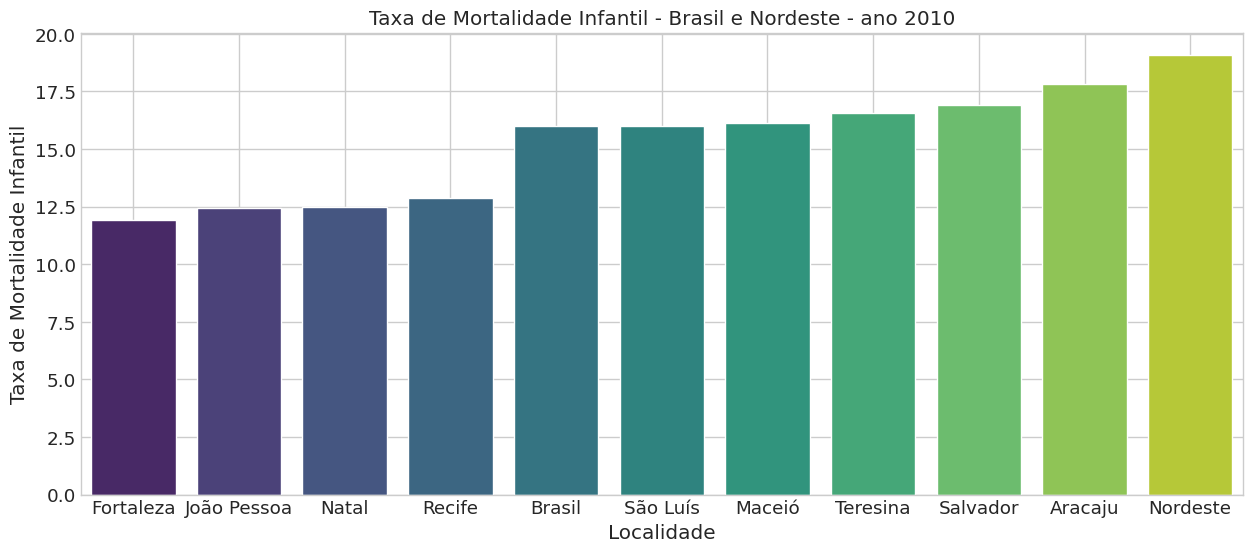 Taxa de Mortalidade Infantil - Brasil e Nordeste - ano 2010
Taxa de Mortalidade Infantil
20.0
17.5
15.0
12.5
10.0
7.5
5.0
2.5
0.0
Fortaleza João Pessoa Natal Recife Brasil São Luís Maceió Teresina Salvador Aracaju Nordeste
Localidade